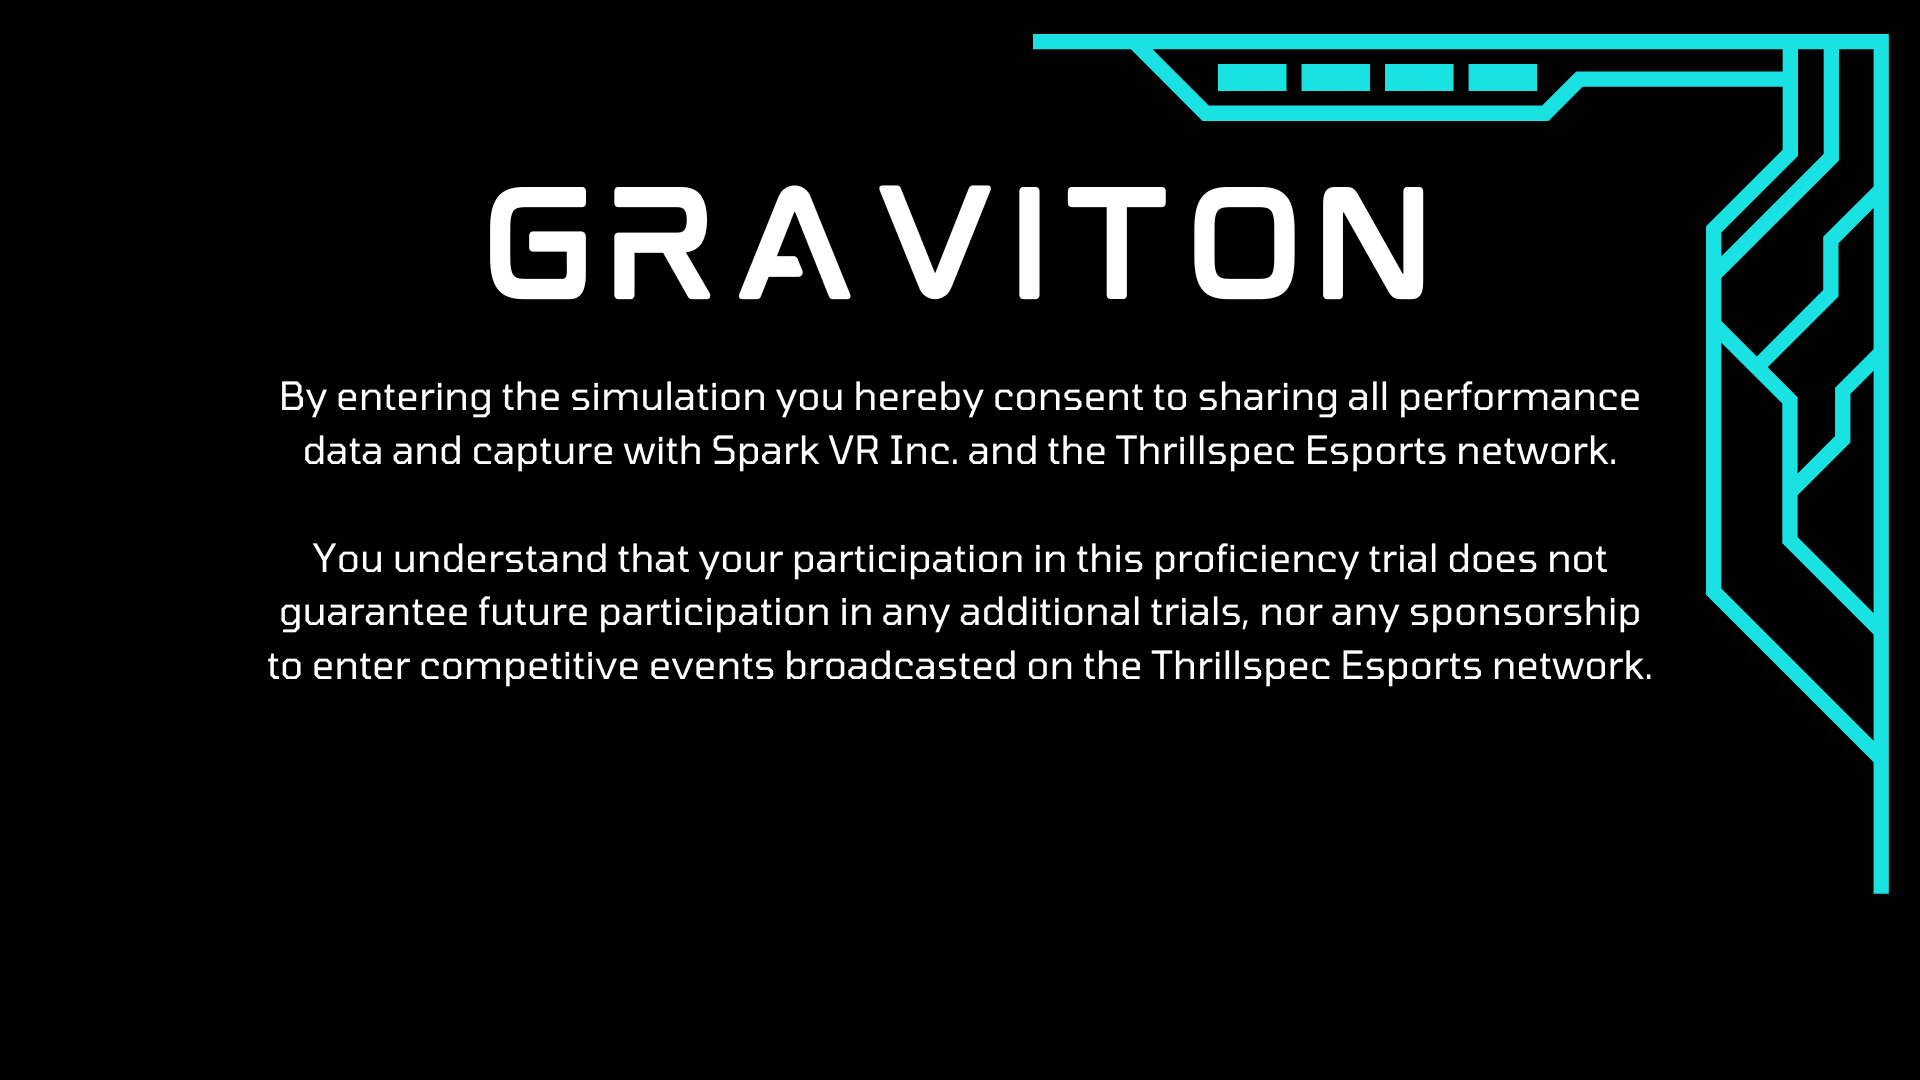 GRAVITON
By entering the simulation you hereby consent to sharing all performance
data and capture with Spark VR Inc. and the Thrillspec Esports network.
You understand that your participation in this proficiency trial does not
guarantee future participation in any additional trials, nor any sponsorship
to enter competitive events broadcasted on the Thrillspec Esports network.